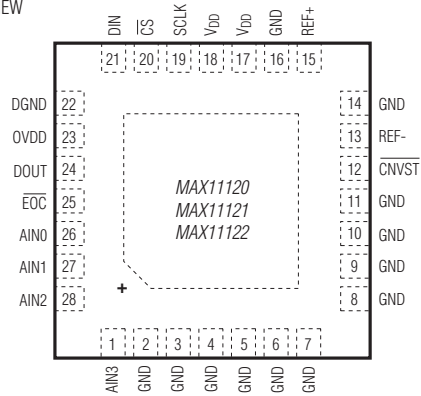 EW
DIN
CS
SCLK
VDD
VDD
GND
REF+
21 20 19 18 17 16 15
DGND 22
OVDD 23
DOUT 24
EOC 25
AIN0 26
AIN1 27
AIN2 28
MAX11120
MAX11121
MAX11122
+
14 GND
13 REF-
12 CNVST
11 GND
10 GND
9 GND
8 GND
1 2 3 4 5 6 7
AIN3
GND
GND
GND
GND
GND
GND